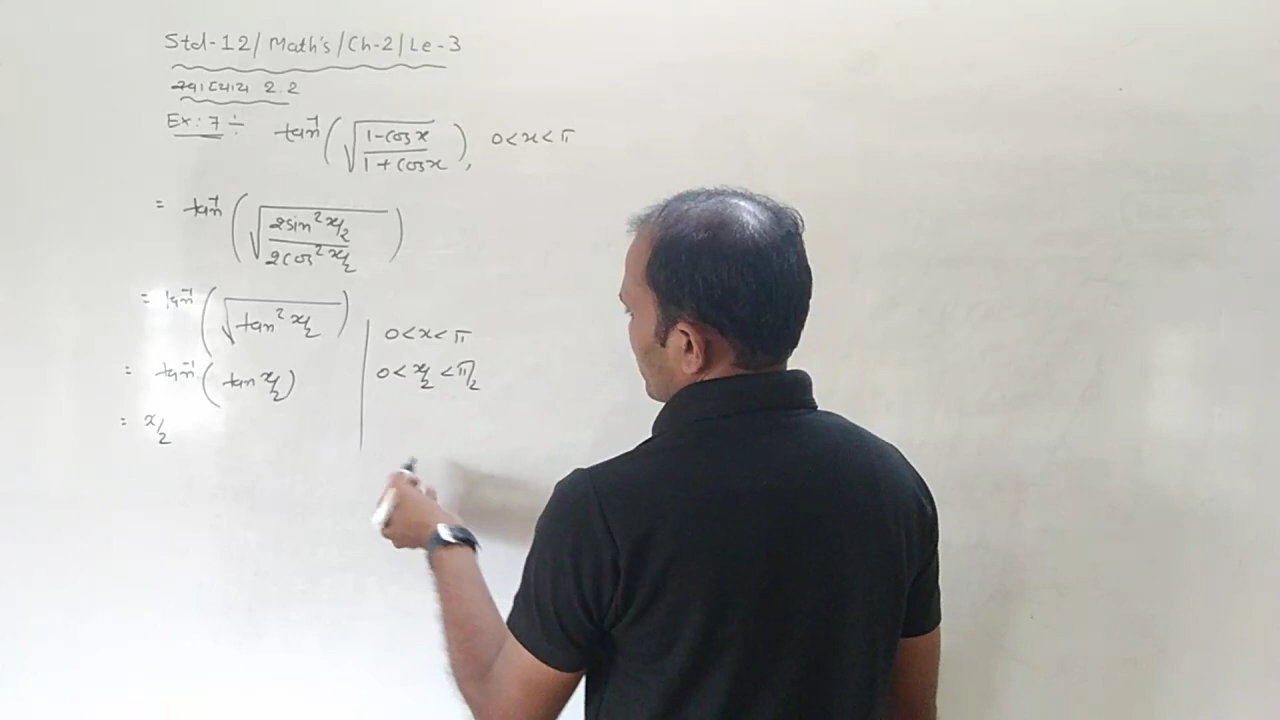 Std-12/ Math's /Ch-2/Le-3
સ્વાધ્યાય 2.2
Ex: 7 ÷ tan⁻¹(√((1-cos x)/(1+cos x))), 0<x<π
= tan⁻¹(√((2sin² x/2)/(2cos² x/2)))
= tan⁻¹(√(tan² x/2))
0<x<π
= tan⁻¹(tan x/2)
0< x/2 <π/2
= x/2